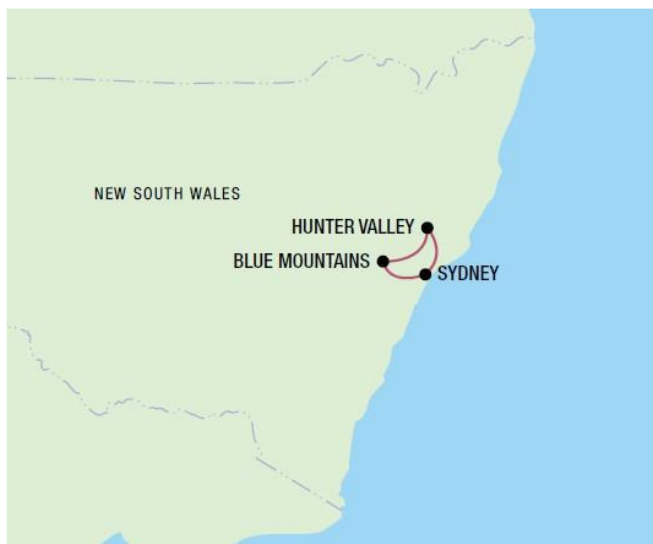 NEW SOUTH WALES
HUNTER VALLEY
BLUE MOUNTAINS
SYDNEY